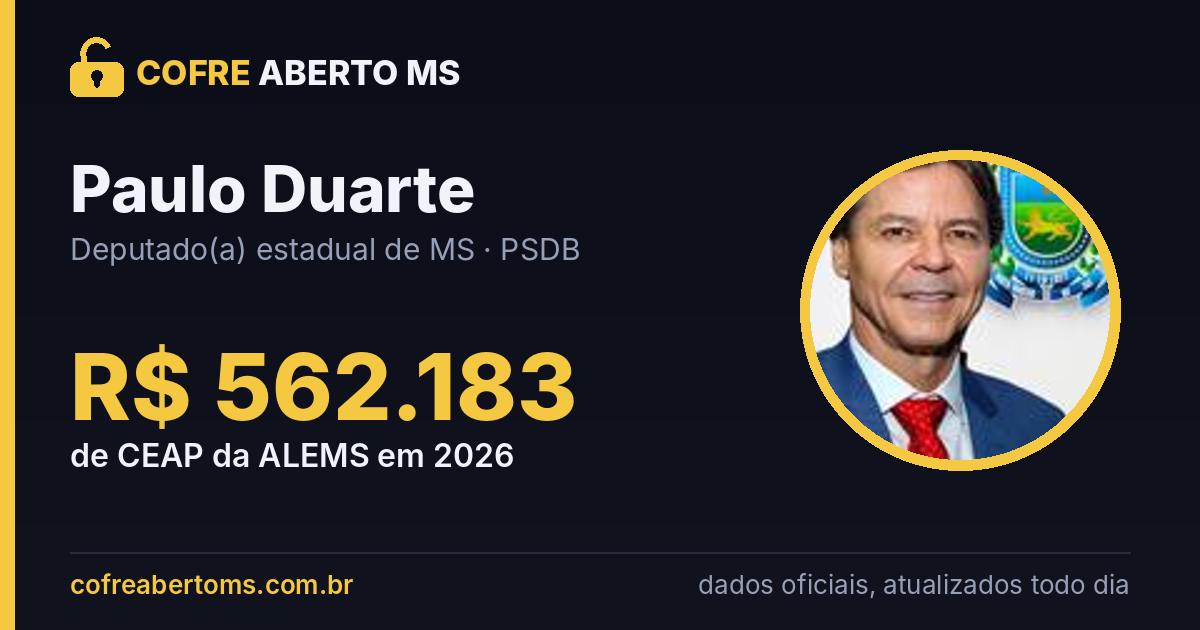 COFRE ABERTO MS
Paulo Duarte
Deputado(a) estadual de MS · PSDB
R$ 562.183
de CEAP da ALEMS em 2026
cofreabertoms.com.br
dados oficiais, atualizados todo dia